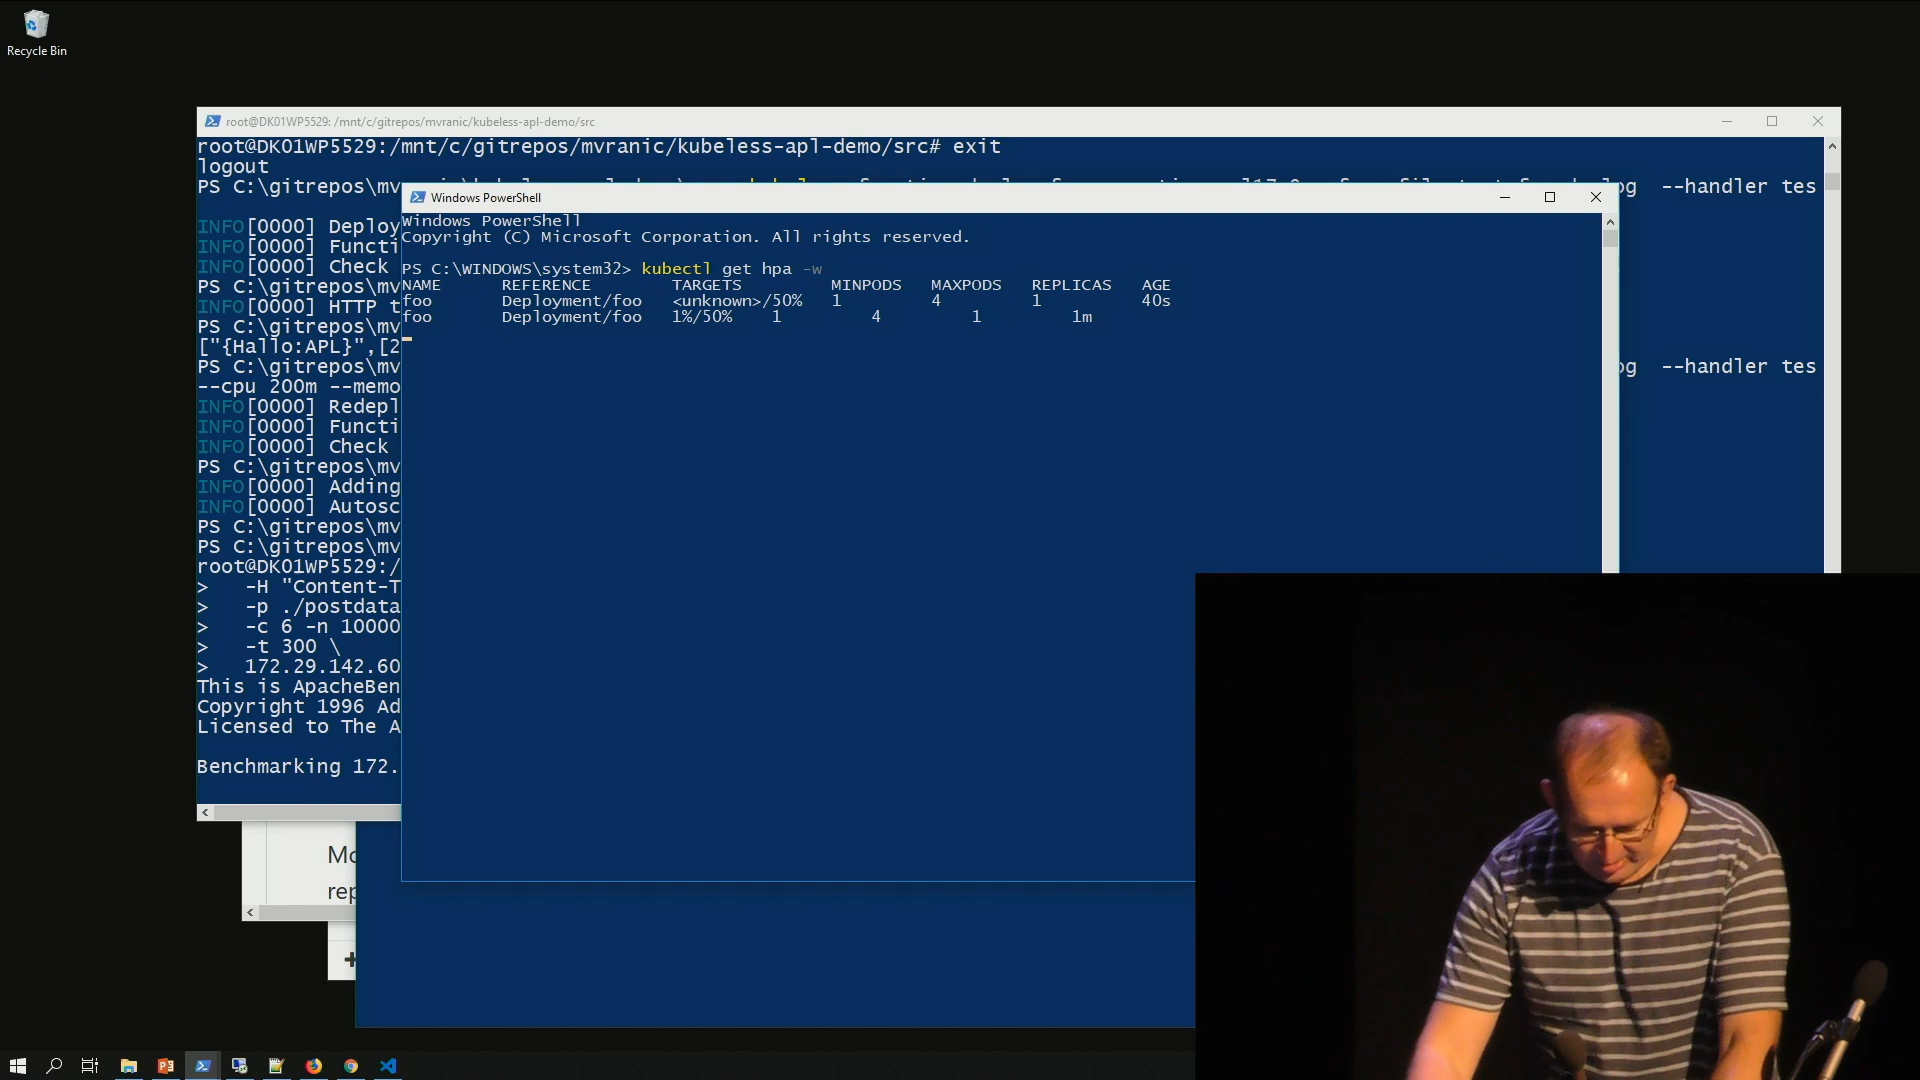 Recycle Bin
root@DK01WP5529: /mnt/c/gitrepos/mvranic/kubeless-apl-demo/src
root@DK01WP5529:/mnt/c/gitrepos/mvranic/kubeless-apl-demo/src# exit
logout
PS C:\gitrepos\mv
--handler tes
INFO[0000] Deploy
INFO[0000] Functi
INFO[0000] Check
PS C:\gitrepos\mv
INFO[0000] HTTP t
PS C:\gitrepos\mv
["{Hallo:APL}",[2
PS C:\gitrepos\mv
--handler tes
--cpu 200m --memo
INFO[0000] Redepl
INFO[0000] Functi
INFO[0000] Check
PS C:\gitrepos\mv
INFO[0000] Adding
INFO[0000] Autosc
PS C:\gitrepos\mv
PS C:\gitrepos\mv
root@DK01WP5529:/
> -H "Content-T
> -p ./postdata
> -c 6 -n 10000
> -t 300 \
> 172.29.142.60
This is ApacheBen
Copyright 1996 Ad
Licensed to The A
Benchmarking 172.
Windows PowerShell
Windows PowerShell
Copyright (C) Microsoft Corporation. All rights reserved.
PS C:\WINDOWS\system32> kubectl get hpa -w
NAME REFERENCE TARGETS MINPODS MAXPODS REPLICAS AGE
foo Deployment/foo <unknown>/50% 1 4 1 40s
foo Deployment/foo 1%/50% 1 4 1 1m
Mo
rep